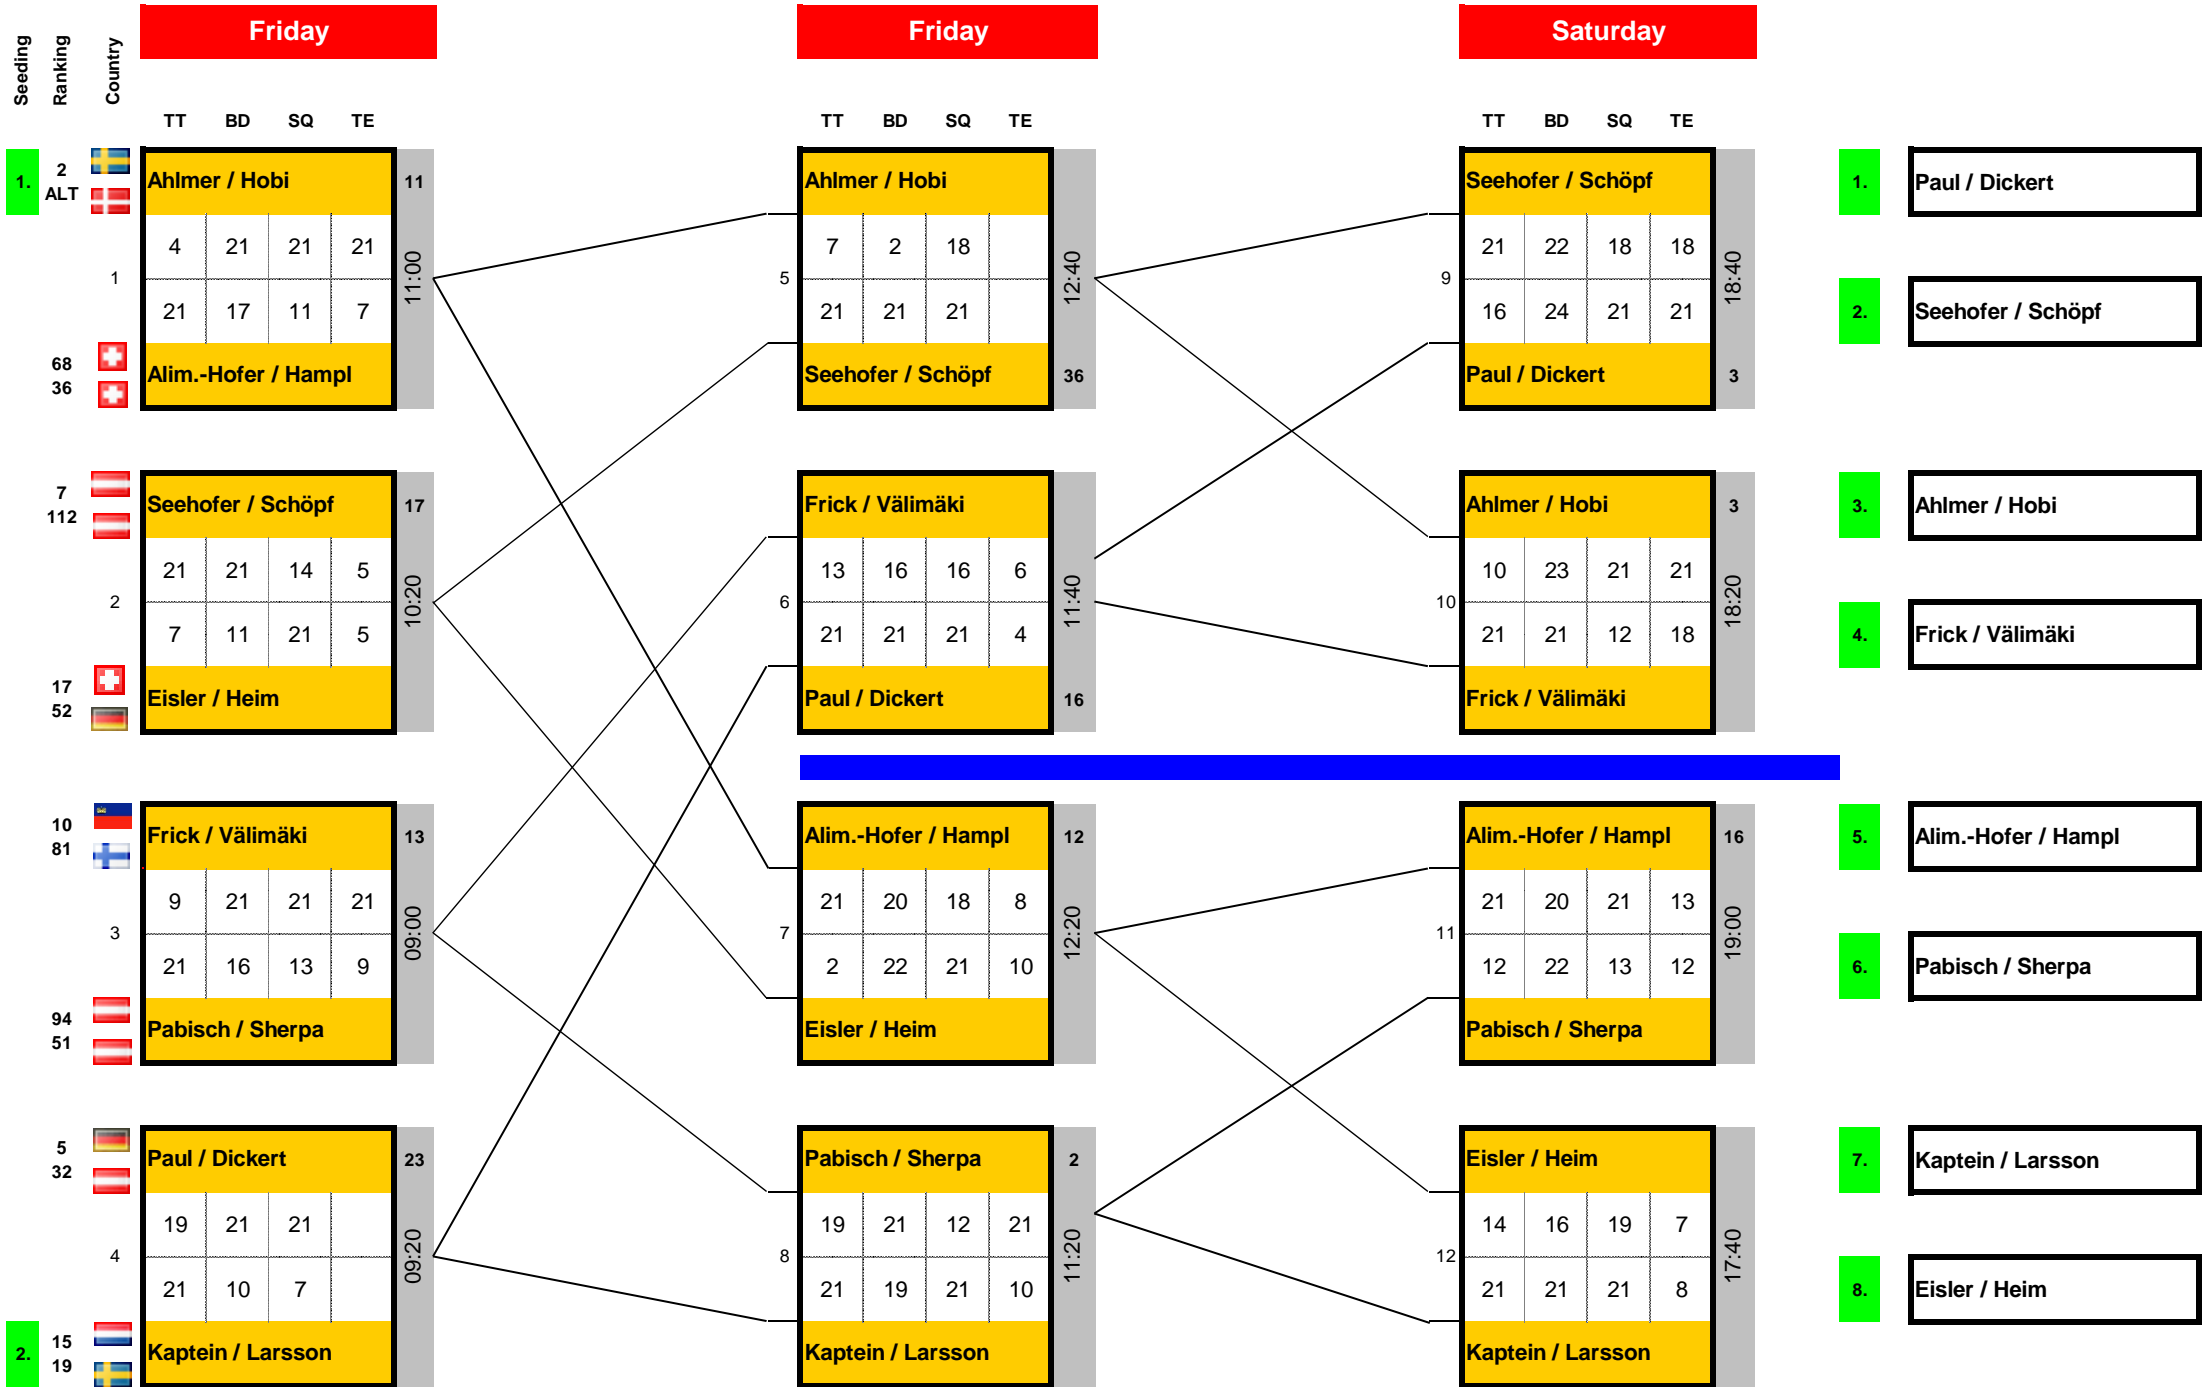 Friday Friday Saturday
Seeding Ranking Country
TT BD SQ TE TT BD SQ TE TT BD SQ TE
1. 2 ALT Ahlmer / Hobi 11 Ahlmer / Hobi Seehofer / Schöpf 1. Paul / Dickert
4 21 21 21 7 2 18 21 22 18 18
1 11:00 5 12:40 9 18:40 2. Seehofer / Schöpf
21 17 11 7 21 21 21 16 24 21 21
68 36 Alim.-Hofer / Hampl Seehofer / Schöpf 36 Paul / Dickert 3
7 112 Seehofer / Schöpf 17 Frick / Välimäki Ahlmer / Hobi 3 3. Ahlmer / Hobi
21 21 14 5 13 16 16 6 10 23 21 21
2 10:20 6 11:40 10 18:20 4. Frick / Välimäki
7 11 21 5 21 21 21 4 21 21 12 18
17 52 Eisler / Heim Paul / Dickert 16 Frick / Välimäki
10 81 Frick / Välimäki 13 Alim.-Hofer / Hampl 12 Alim.-Hofer / Hampl 16 5. Alim.-Hofer / Hampl
9 21 21 21 21 20 18 8 21 20 21 13
3 09:00 7 12:20 11 19:00 6. Pabisch / Sherpa
21 16 13 9 2 22 21 10 12 22 13 12
94 51 Pabisch / Sherpa Eisler / Heim Pabisch / Sherpa
5 32 Paul / Dickert 23 Pabisch / Sherpa 2 Eisler / Heim 7. Kaptein / Larsson
19 21 21 19 21 12 21 14 16 19 7
4 09:20 8 11:20 12 17:40 8. Eisler / Heim
21 10 7 21 19 21 10 21 21 21 8
2. 15 19 Kaptein / Larsson Kaptein / Larsson Kaptein / Larsson